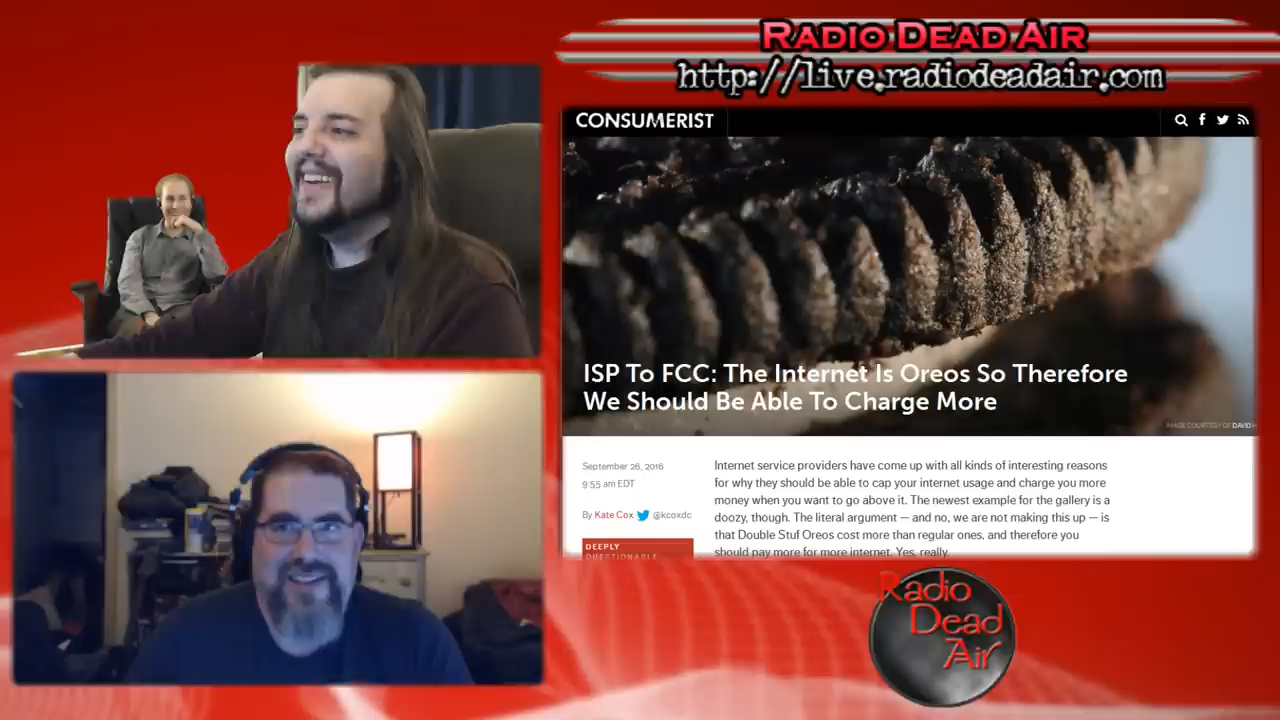 RADIO DEAD AIR
http://live.radiodeadair.com
CONSUMERIST
ISP To FCC: The Internet Is Oreos So Therefore
We Should Be Able To Charge More
IMAGE COURTESY OF DAVID H
September 26, 2016
9:55 am EDT
By Kate Cox @kcoxdc
DEEPLY
QUESTIONABLE
Internet service providers have come up with all kinds of interesting reasons
for why they should be able to cap your internet usage and charge you more
money when you want to go above it. The newest example for the gallery is a
doozy, though. The literal argument — and no, we are not making this up — is
that Double Stuf Oreos cost more than regular ones, and therefore you
should pay more for more internet. Yes, really.
Radio
Dead
Air